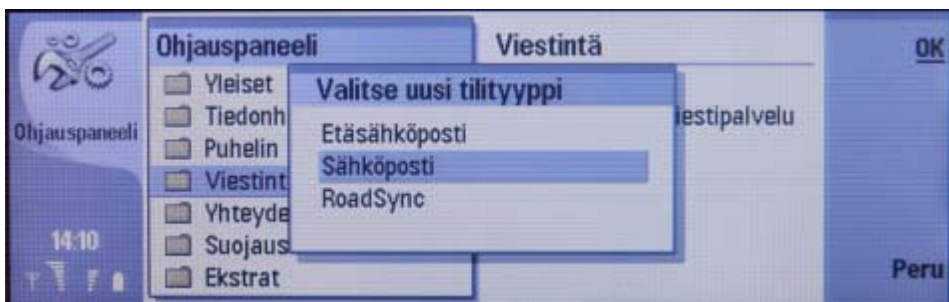 Ohjauspaneeli
14:10
Ohjauspaneeli
Yleiset
Tiedonh
Puhelin
Viestint
Yhteyde
Suojaus
Ekstrat
Viestintä
iestipalvelu
Valitse uusi tilityyppi
Etäsähköposti
Sähköposti
RoadSync
OK
Peru